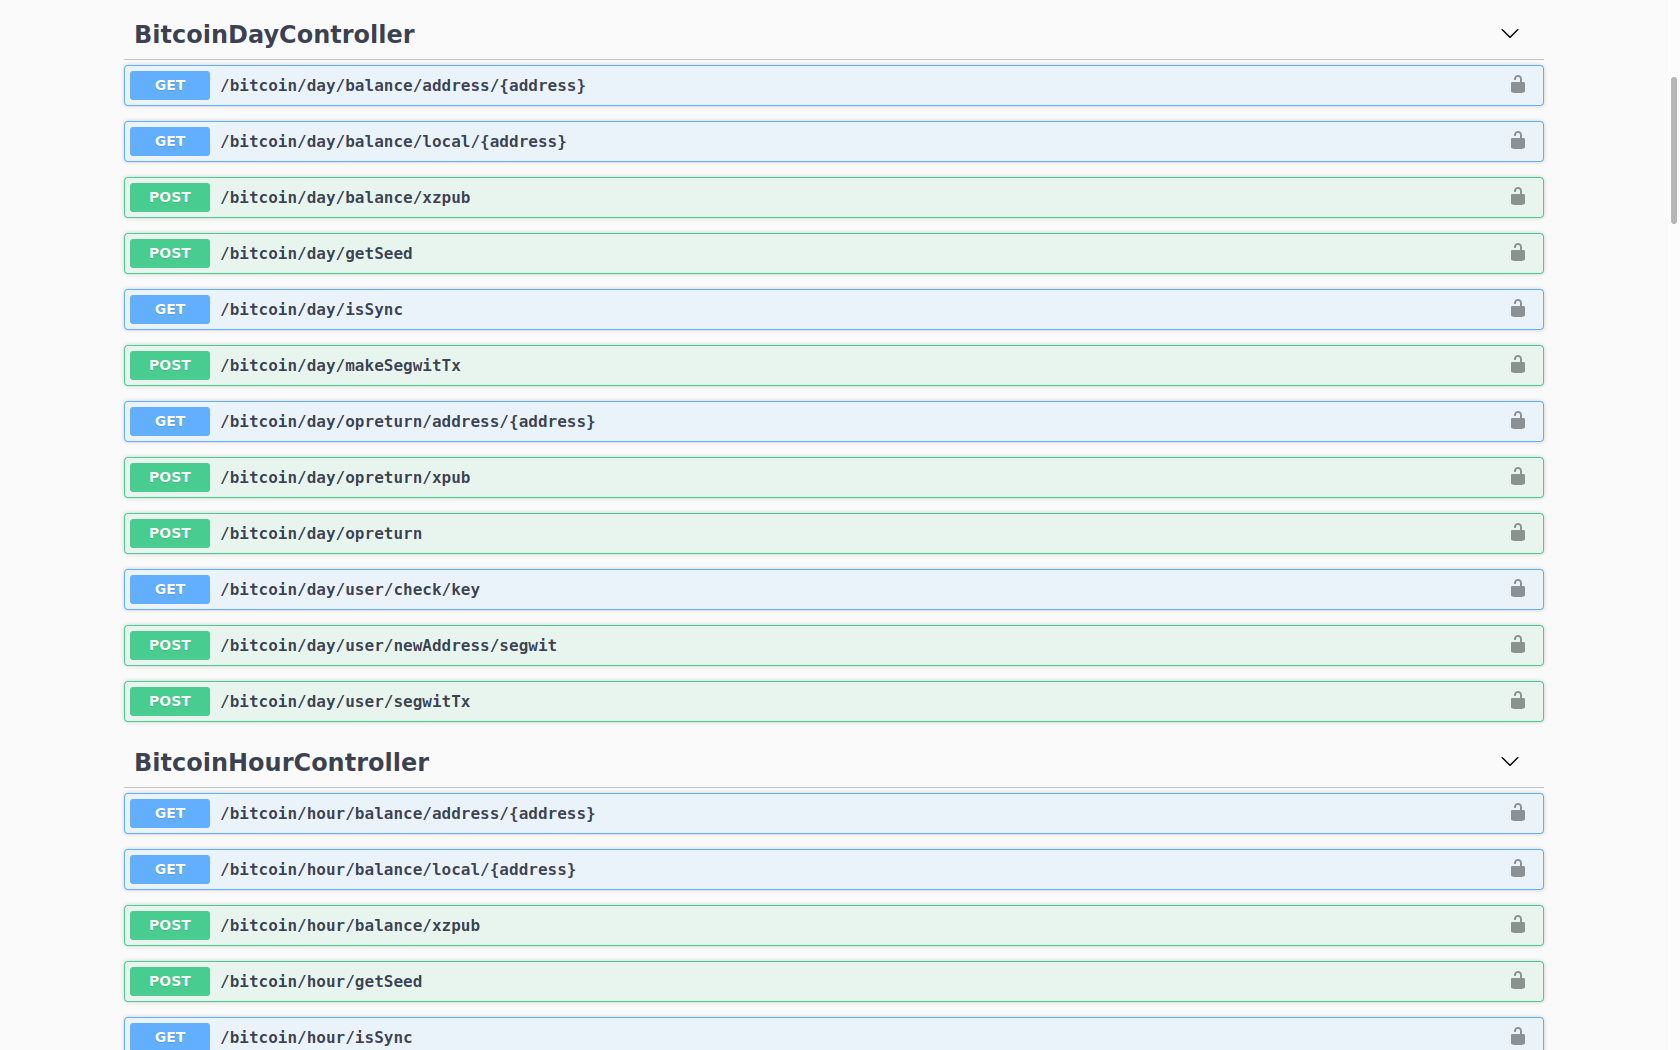 BitcoinDayController
GET /bitcoin/day/balance/address/{address}
GET /bitcoin/day/balance/local/{address}
POST /bitcoin/day/balance/xzpub
POST /bitcoin/day/getSeed
GET /bitcoin/day/isSync
POST /bitcoin/day/makeSegwitTx
GET /bitcoin/day/opreturn/address/{address}
POST /bitcoin/day/opreturn/xpub
POST /bitcoin/day/opreturn
GET /bitcoin/day/user/check/key
POST /bitcoin/day/user/newAddress/segwit
POST /bitcoin/day/user/segwitTx
BitcoinHourController
GET /bitcoin/hour/balance/address/{address}
GET /bitcoin/hour/balance/local/{address}
POST /bitcoin/hour/balance/xzpub
POST /bitcoin/hour/getSeed
GET /bitcoin/hour/isSync